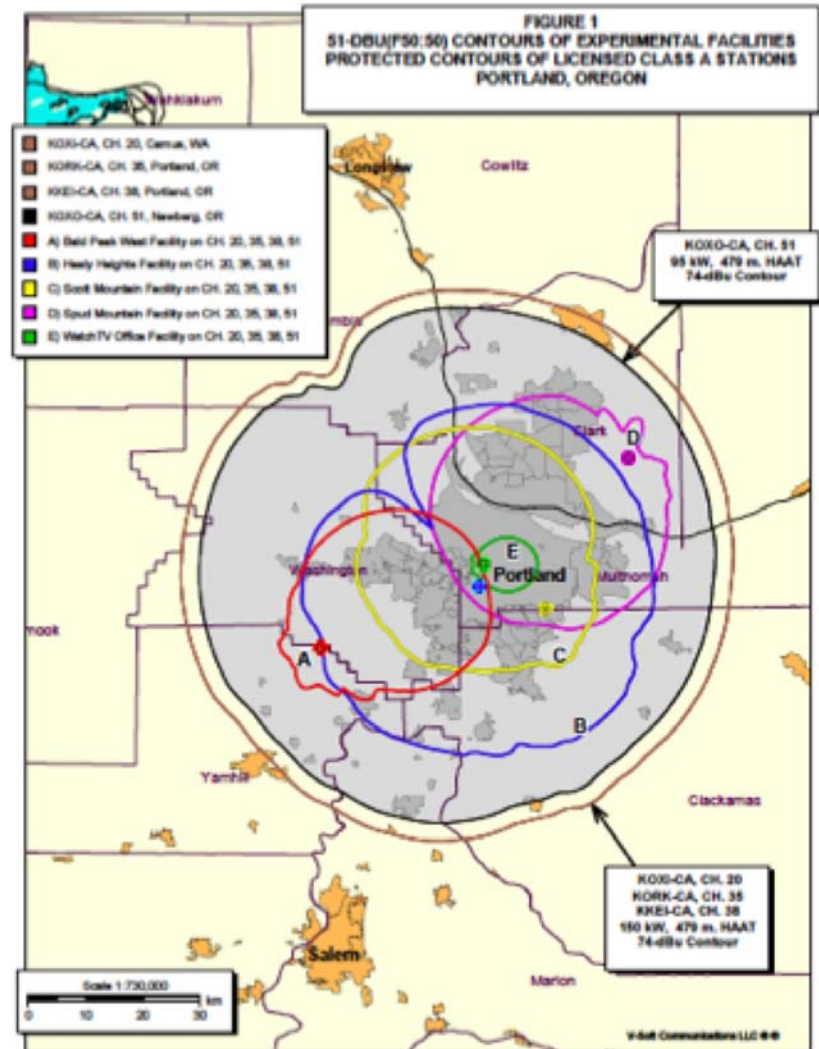 FIGURE 1
51-DBU(F50:50) CONTOURS OF EXPERIMENTAL FACILITIES
PROTECTED CONTOURS OF LICENSED CLASS A STATIONS
PORTLAND, OREGON
Wahkiakum
KOXI-CA, CH. 20, Camus, WA
KORK-CA, CH. 35, Portland, OR
KKEI-CA, CH. 38, Portland, OR
KOXO-CA, CH. 51, Newberg, OR
A) Bald Peak West Facility on CH. 20, 35, 38, 51
B) Healy Heights Facility on CH. 20, 35, 38, 51
C) Scott Mountain Facility on CH. 20, 35, 38, 51
D) Spud Mountain Facility on CH. 20, 35, 38, 51
E) WatchTV Office Facility on CH. 20, 35, 38, 51
Longview
Cowlitz
KOXO-CA, CH. 51
95 kW, 479 m. HAAT
74-dBu Contour
mbia
Clark
D
E
Portland
Washington
Multnomah
mook
A
C
B
Yamhill
Clackamas
KOXI-CA, CH. 20
KORK-CA, CH. 35
KKEI-CA, CH. 38
150 kW, 479 m. HAAT
74-dBu Contour
Salem
Marion
Scale 1:730,000
0 10 20 30 km
V-Soft Communications LLC ® ©